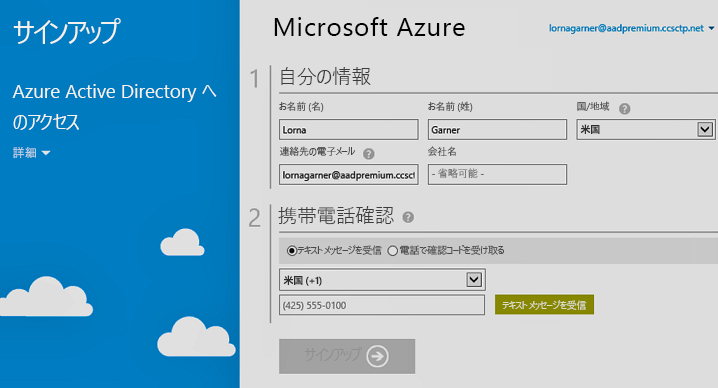 サインアップ
Azure Active Directory へ
のアクセス
詳細
Microsoft Azure
lornagarner@aadpremium.ccsctp.net
1 自分の情報
お名前 (名) お名前 (姓) 国/地域 ?
Lorna Garner 米国
連絡先の電子メール ? 会社名
lornagarner@aadpremium.ccsct - 省略可能 -
2 携帯電話確認 ?
テキスト メッセージを受信 電話で確認コードを受け取る
米国 (+1)
(425) 555-0100 テキスト メッセージを受信
サインアップ